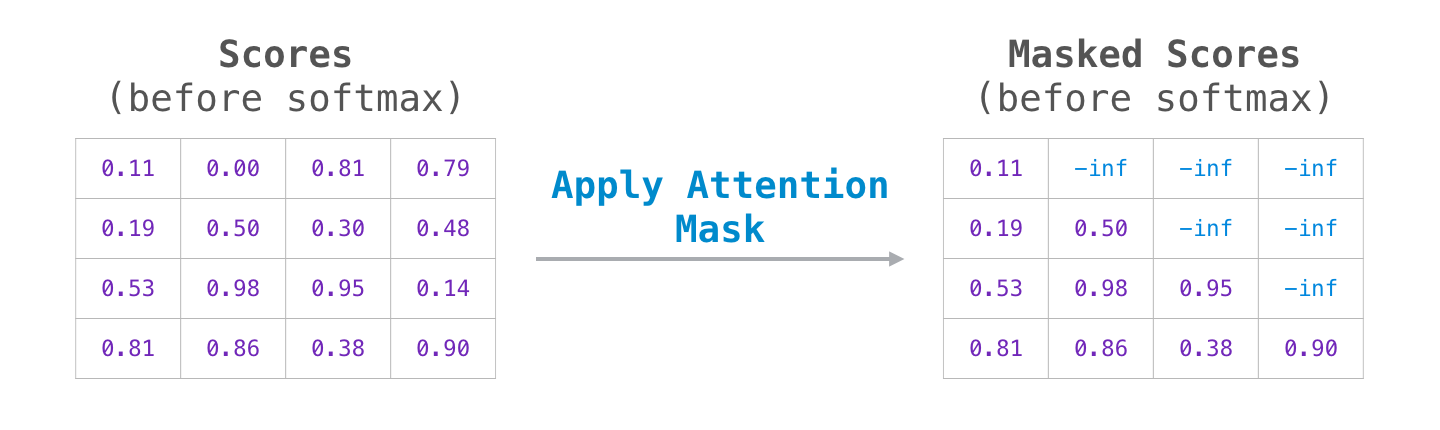 Scores
(before softmax)
0.11 0.00 0.81 0.79
0.19 0.50 0.30 0.48
0.53 0.98 0.95 0.14
0.81 0.86 0.38 0.90
Apply Attention
Mask
Masked Scores
(before softmax)
0.11 -inf -inf -inf
0.19 0.50 -inf -inf
0.53 0.98 0.95 -inf
0.81 0.86 0.38 0.90